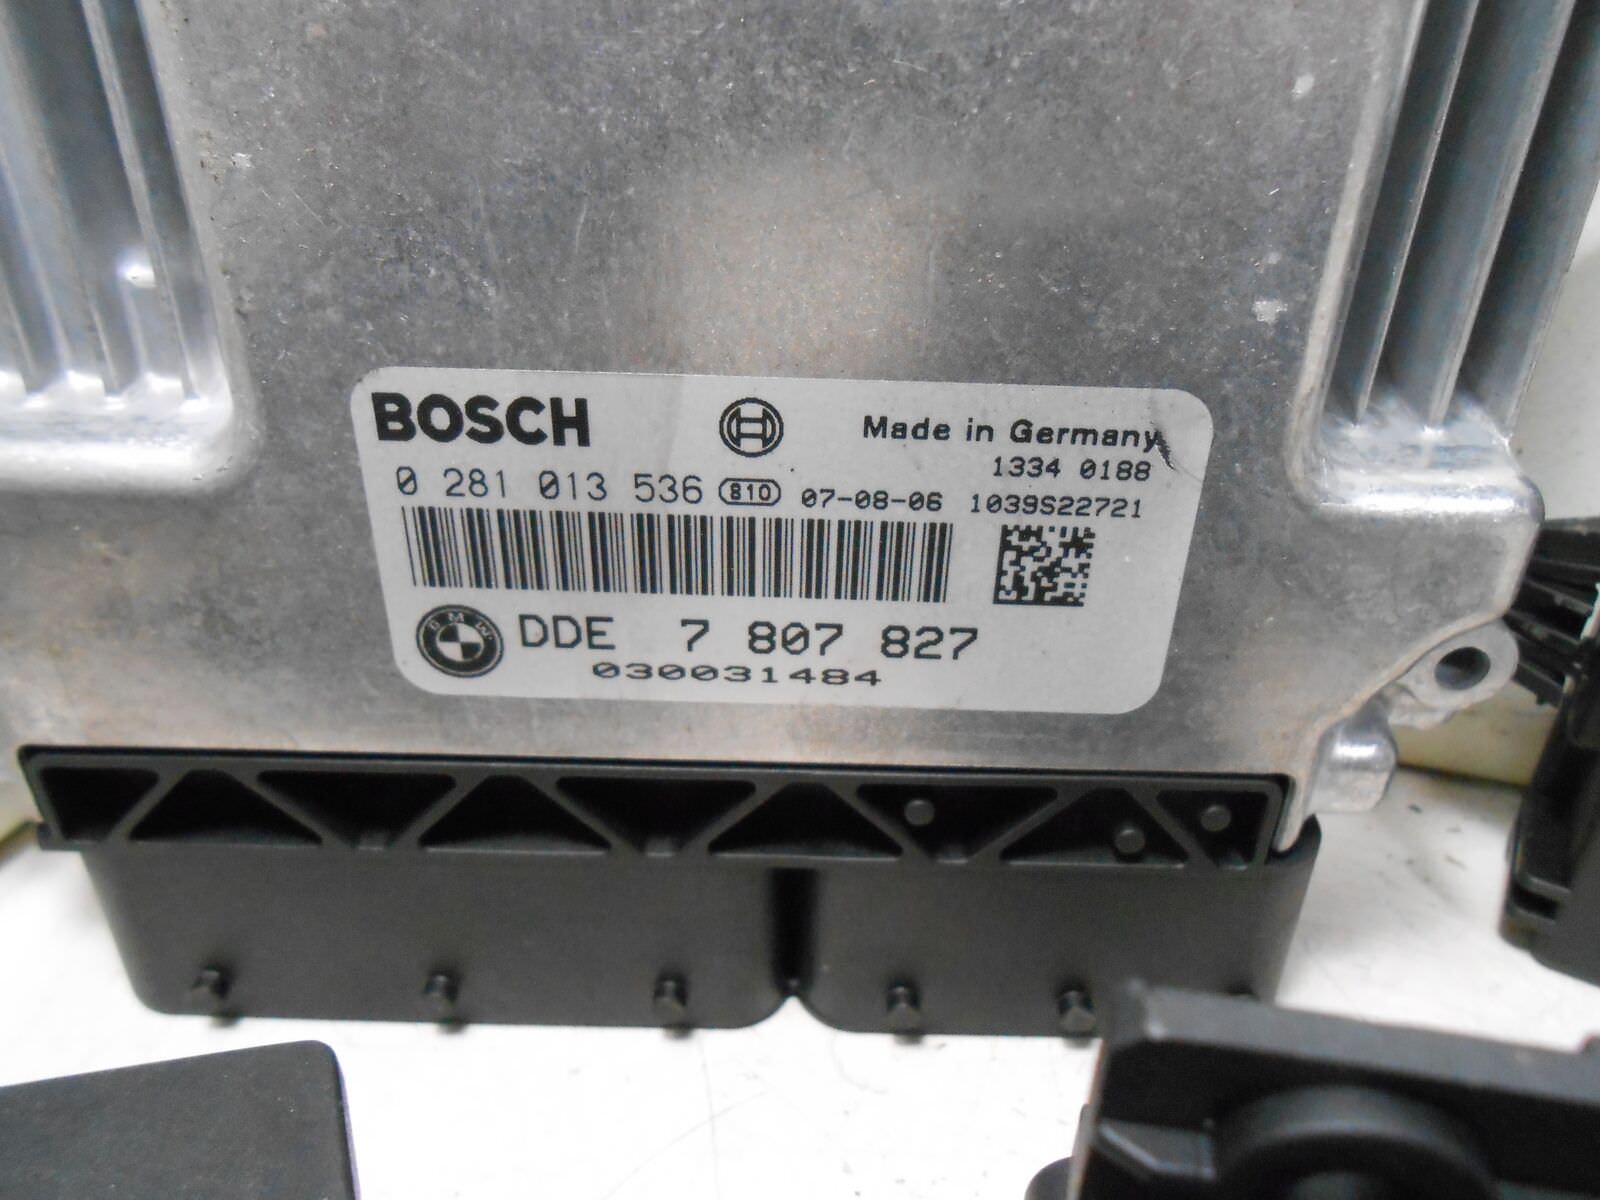 BOSCH Made in Germany
1334 0188
0 281 013 536 810 07-08-06 1039S22721
BMW DDE 7 807 827
030031484